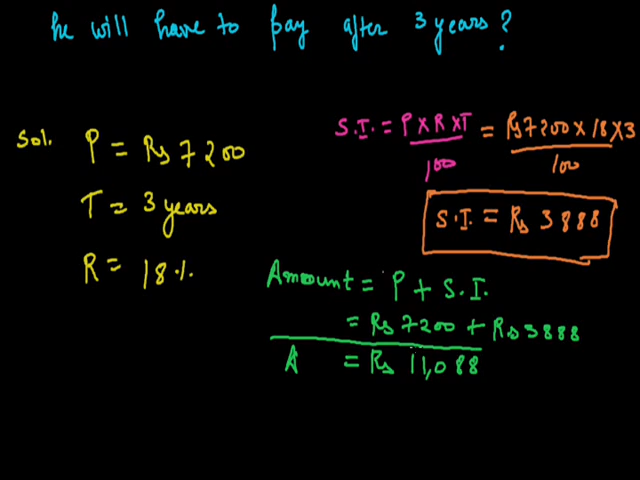 he will have to pay after 3 years?
Sol. P = Rs 7200
T = 3 years
R = 18 %.
S.I. = P X R X T / 100 = Rs 7200 X 18 X 3 / 100
S.I. = Rs 3888
Amount = P + S.I.
= Rs 7200 + Rs 3888
A = Rs 11,088